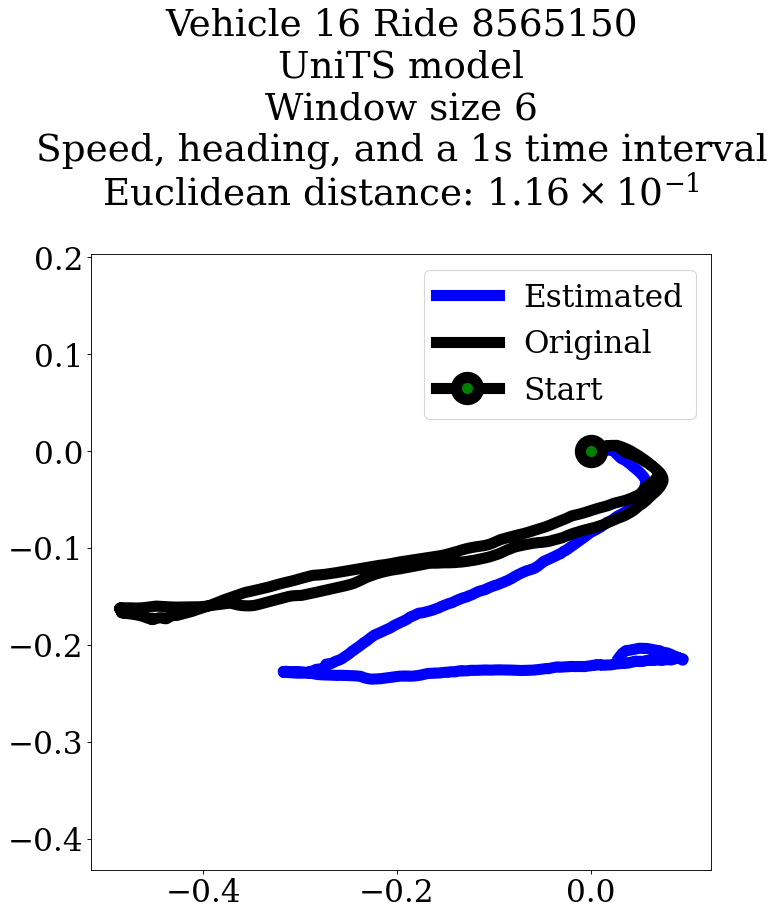 Vehicle 16 Ride 8565150
UniTS model
Window size 6
Speed, heading, and a 1s time interval
Euclidean distance: 1.16 × 10⁻¹
0.2
Estimated
0.1
Original
Start
0.0
−0.1
−0.2
−0.3
−0.4
−0.4 −0.2 0.0